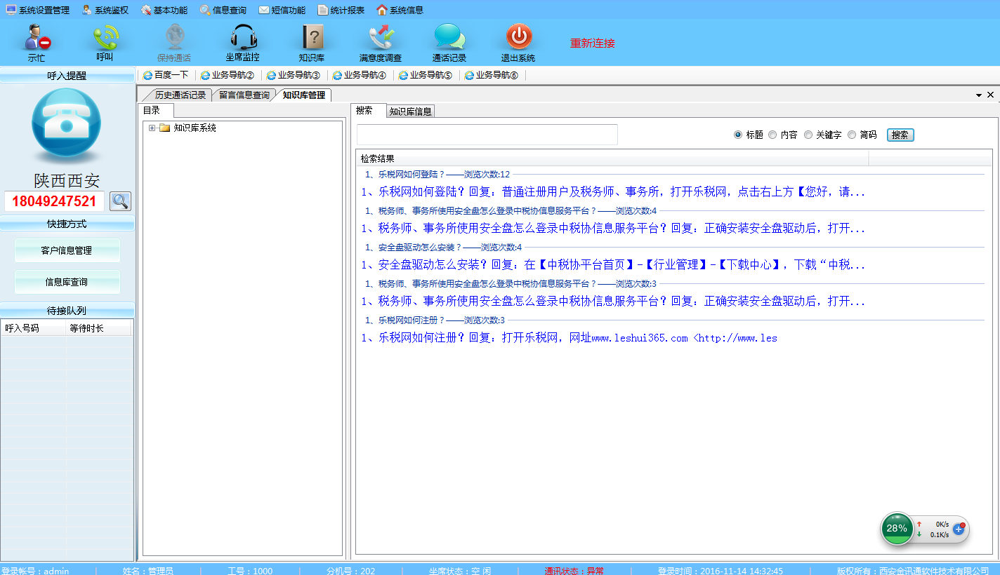 系统设置管理 系统鉴权 基本功能 信息查询 短信功能 统计报表 系统信息
示忙 呼叫 保持通话 坐席监控 知识库 满意度调查 通话记录 退出系统 重新连接
呼入提醒
百度一下 业务导航② 业务导航③ 业务导航④ 业务导航⑤ 业务导航⑥
历史通话记录 留言信息查询 知识库管理
目录
知识库系统
搜索 知识库信息
标题 内容 关键字 简码 搜索
检索结果
1、乐税网如何登陆？——浏览次数:12
1、乐税网如何登陆？回复：普通注册用户及税务师、事务所，打开乐税网，点击右上方【您好，请...
1、税务师、事务所使用安全盘怎么登录中税协信息服务平台？——浏览次数:4
1、税务师、事务所使用安全盘怎么登录中税协信息服务平台？回复：正确安装安全盘驱动后，打开...
1、安全盘驱动怎么安装？——浏览次数:4
1、安全盘驱动怎么安装？回复：在【中税协平台首页】-【行业管理】-【下载中心】，下载“中税...
1、税务师、事务所使用安全盘怎么登录中税协信息服务平台？——浏览次数:3
1、税务师、事务所使用安全盘怎么登录中税协信息服务平台？回复：正确安装安全盘驱动后，打开...
1、乐税网如何注册？——浏览次数:3
1、乐税网如何注册？回复：打开乐税网，网址www.leshui365.com <http://www.les
陕西西安
18049247521
快捷方式
客户信息管理
信息库查询
待接队列
呼入号码 等待时长
28% 0K/s
0.1K/s
登录帐号：admin 姓名：管理员 工号：1000 分机号：202 坐席状态：空 闲 通讯状态：异常 登录时间：2016-11-14 14:32:45 版权所有：西安金讯通软件技术有限公司